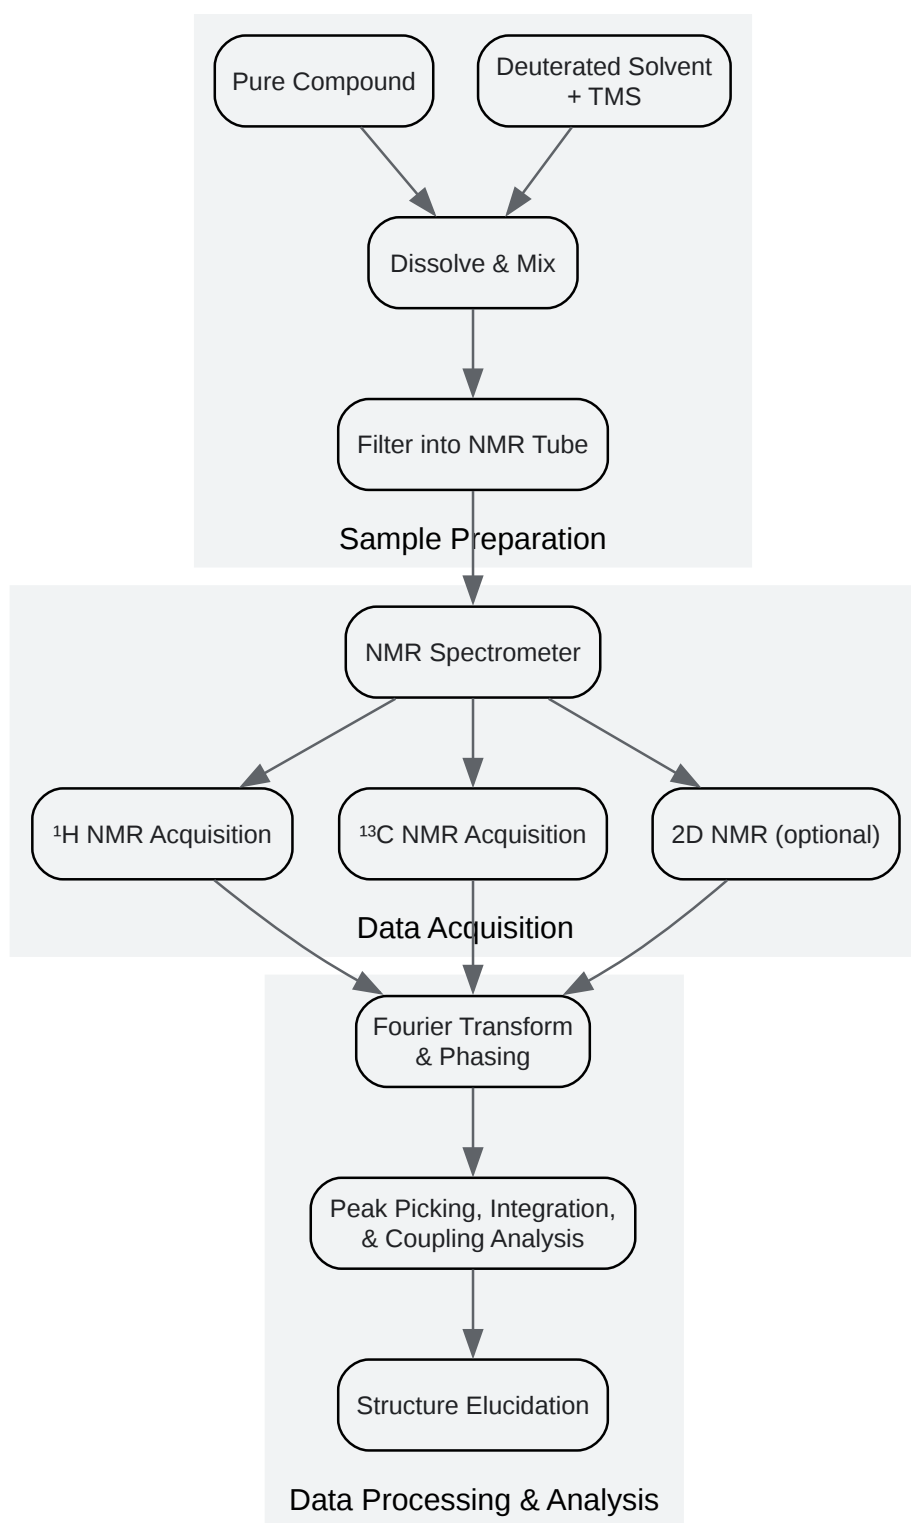 Pure Compound
Deuterated Solvent
+ TMS
Dissolve & Mix
Filter into NMR Tube
Sample Preparation
NMR Spectrometer
¹H NMR Acquisition
¹³C NMR Acquisition
2D NMR (optional)
Data Acquisition
Fourier Transform
& Phasing
Peak Picking, Integration,
& Coupling Analysis
Structure Elucidation
Data Processing & Analysis